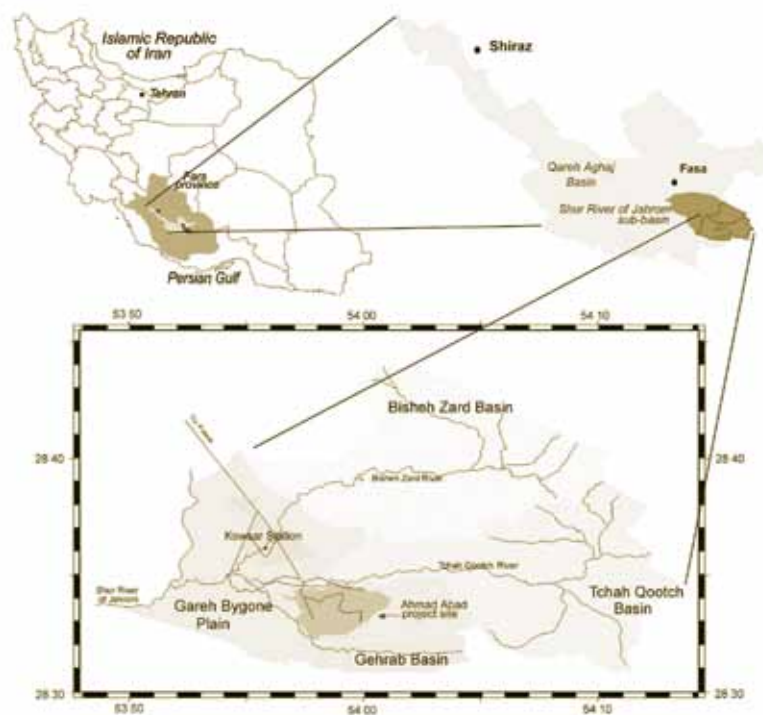 Islamic Republic
of Iran
Tehran
Fars
province
Persian Gulf
Shiraz
Qareh Aghaj
Basin
Fasa
Shur River of Jahrom
sub-basin
53 50
54 00
54 10
28 40
28 40
Bisheh Zard Basin
Bisheh Zard River
Kowsar Station
Tchah Qootch River
Shur River
of Jahrom
Gareh Bygone
Plain
Ahmad Abad
project site
Tchah Qootch
Basin
Gehrab Basin
28 30
28 30
53 50
54 00
54 10